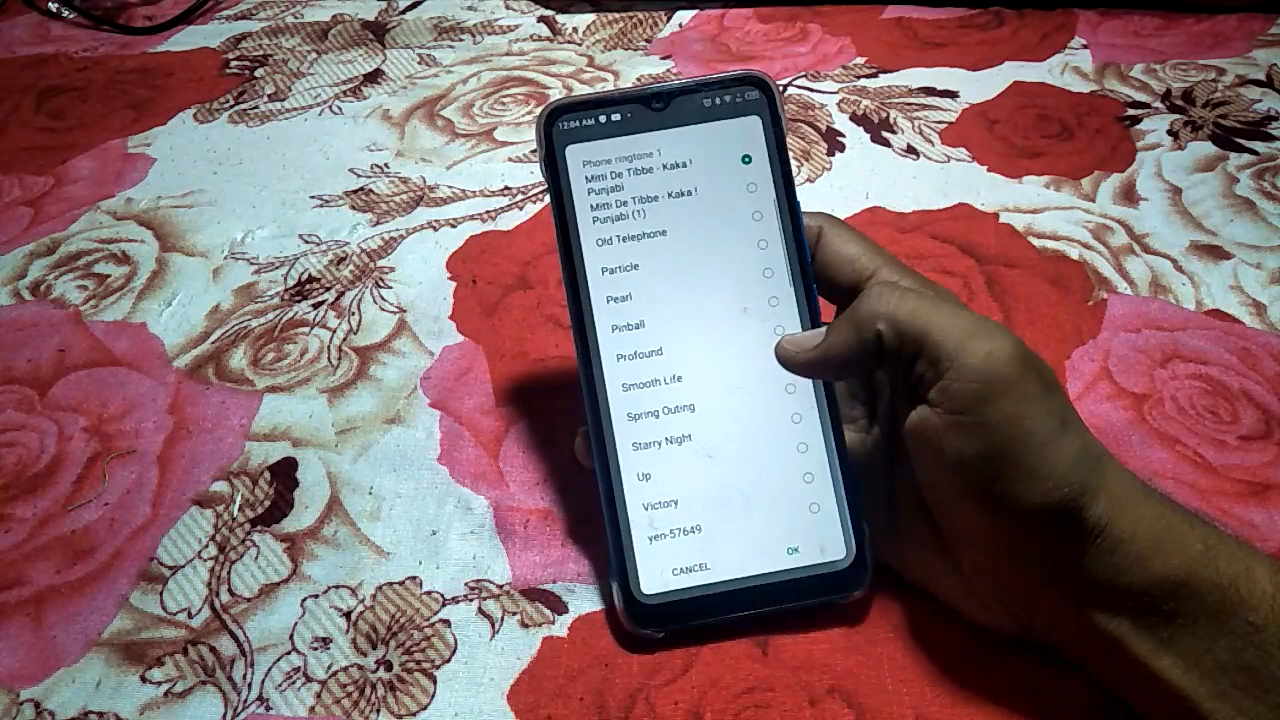 12:04 AM
Phone ringtone 1
Mitti De Tibbe - Kaka !
Punjabi
Mitti De Tibbe - Kaka !
Punjabi (1)
Old Telephone
Particle
Pearl
Pinball
Profound
Smooth Life
Spring Outing
Starry Night
Up
Victory
yen-57649
CANCEL
OK